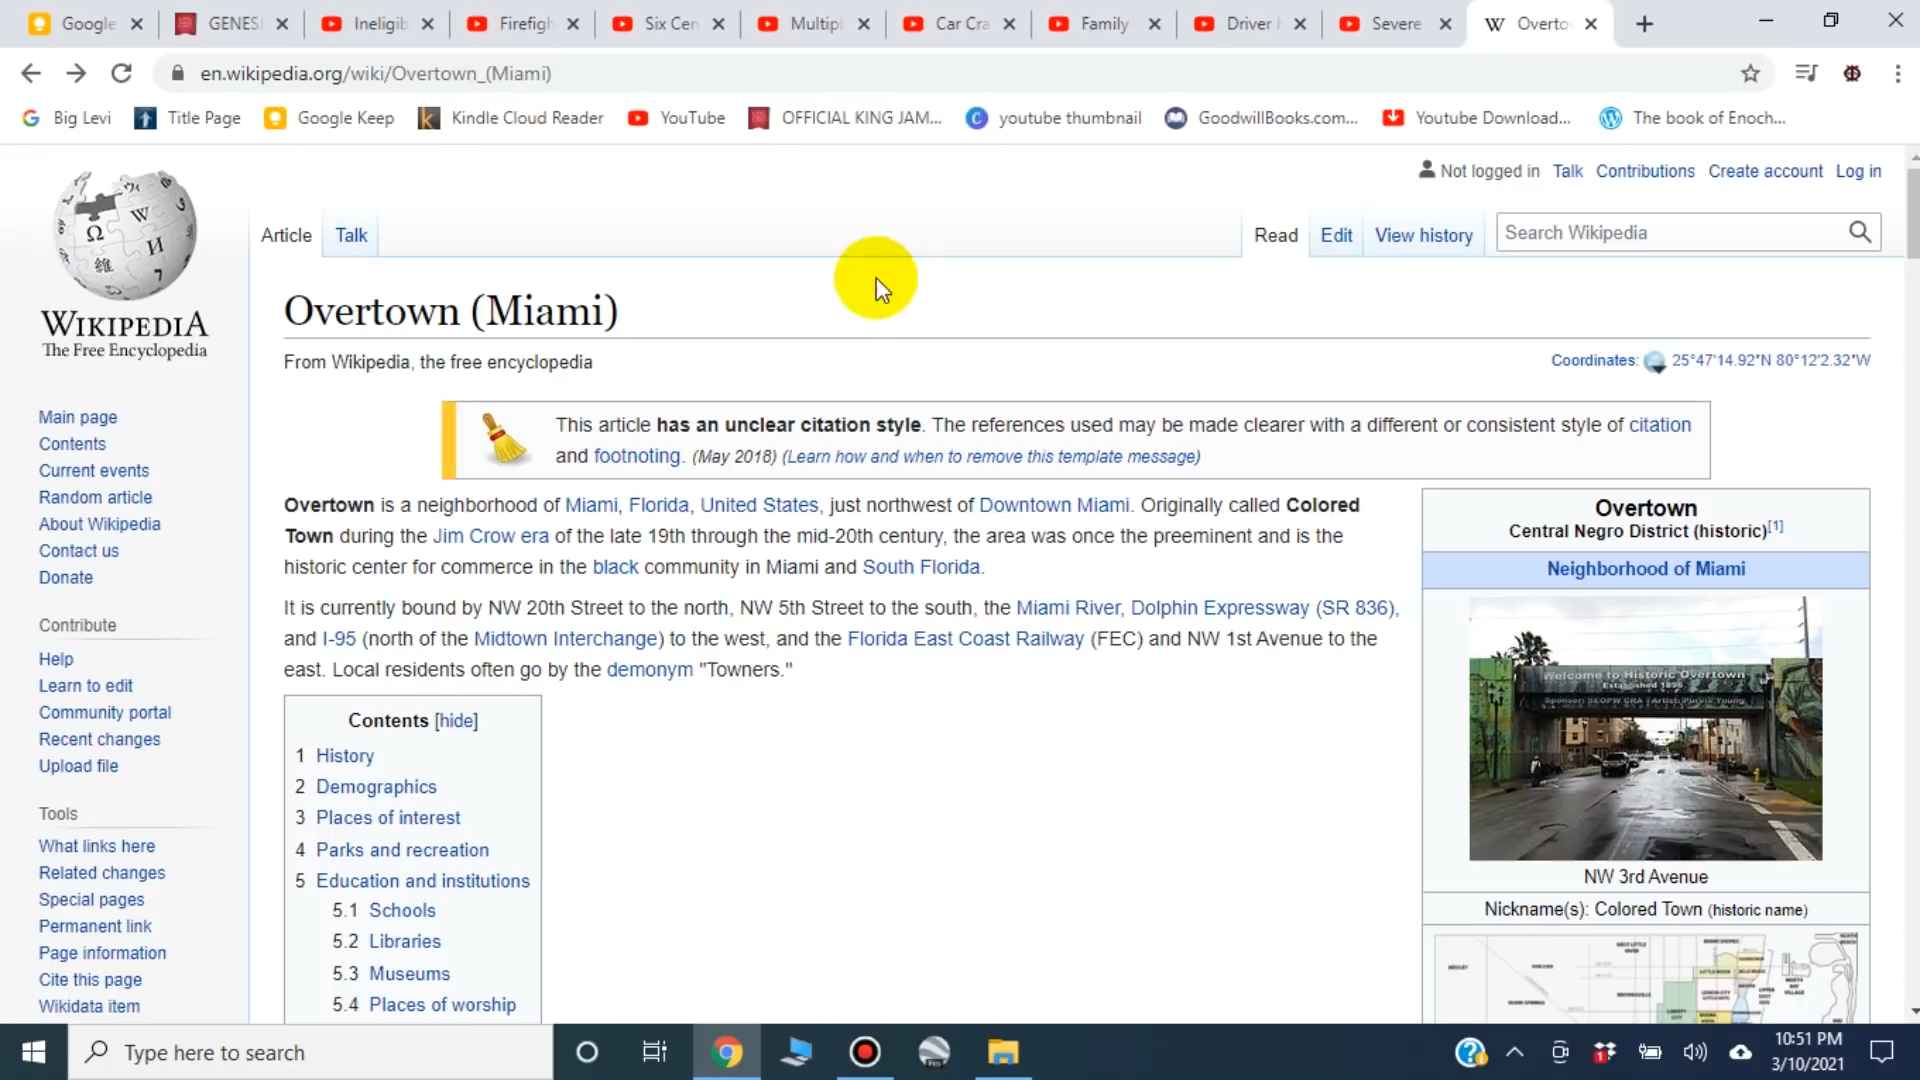 Google
GENESI
Ineligib
Firefigh
Six Cen
Multipl
Car Cra
Family
Driver
Severe
Overto
en.wikipedia.org/wiki/Overtown_(Miami)
Big Levi
Title Page
Google Keep
Kindle Cloud Reader
YouTube
OFFICIAL KING JAM...
youtube thumbnail
GoodwillBooks.com...
Youtube Download...
The book of Enoch...
Not logged in Talk Contributions Create account Log in
Article Talk
Read Edit View history Search Wikipedia
WIKIPEDIA
The Free Encyclopedia
Overtown (Miami)
From Wikipedia, the free encyclopedia
Coordinates: 25°47′14.92″N 80°12′2.32″W
Main page
Contents
Current events
Random article
About Wikipedia
Contact us
Donate
Contribute
Help
Learn to edit
Community portal
Recent changes
Upload file
Tools
What links here
Related changes
Special pages
Permanent link
Page information
Cite this page
Wikidata item
This article has an unclear citation style. The references used may be made clearer with a different or consistent style of citation
and footnoting. (May 2018) (Learn how and when to remove this template message)
Overtown is a neighborhood of Miami, Florida, United States, just northwest of Downtown Miami. Originally called Colored
Town during the Jim Crow era of the late 19th through the mid-20th century, the area was once the preeminent and is the
historic center for commerce in the black community in Miami and South Florida.
It is currently bound by NW 20th Street to the north, NW 5th Street to the south, the Miami River, Dolphin Expressway (SR 836),
and I-95 (north of the Midtown Interchange) to the west, and the Florida East Coast Railway (FEC) and NW 1st Avenue to the
east. Local residents often go by the demonym "Towners."
Contents [hide]
1 History
2 Demographics
3 Places of interest
4 Parks and recreation
5 Education and institutions
5.1 Schools
5.2 Libraries
5.3 Museums
5.4 Places of worship
Overtown
Central Negro District (historic)[1]
Neighborhood of Miami
Welcome to Historic Overtown
Established 1896
Sponsor: SEOPW CRA / Artist: Purvis Young
NW 3rd Avenue
Nickname(s): Colored Town (historic name)
Type here to search
10:51 PM
3/10/2021